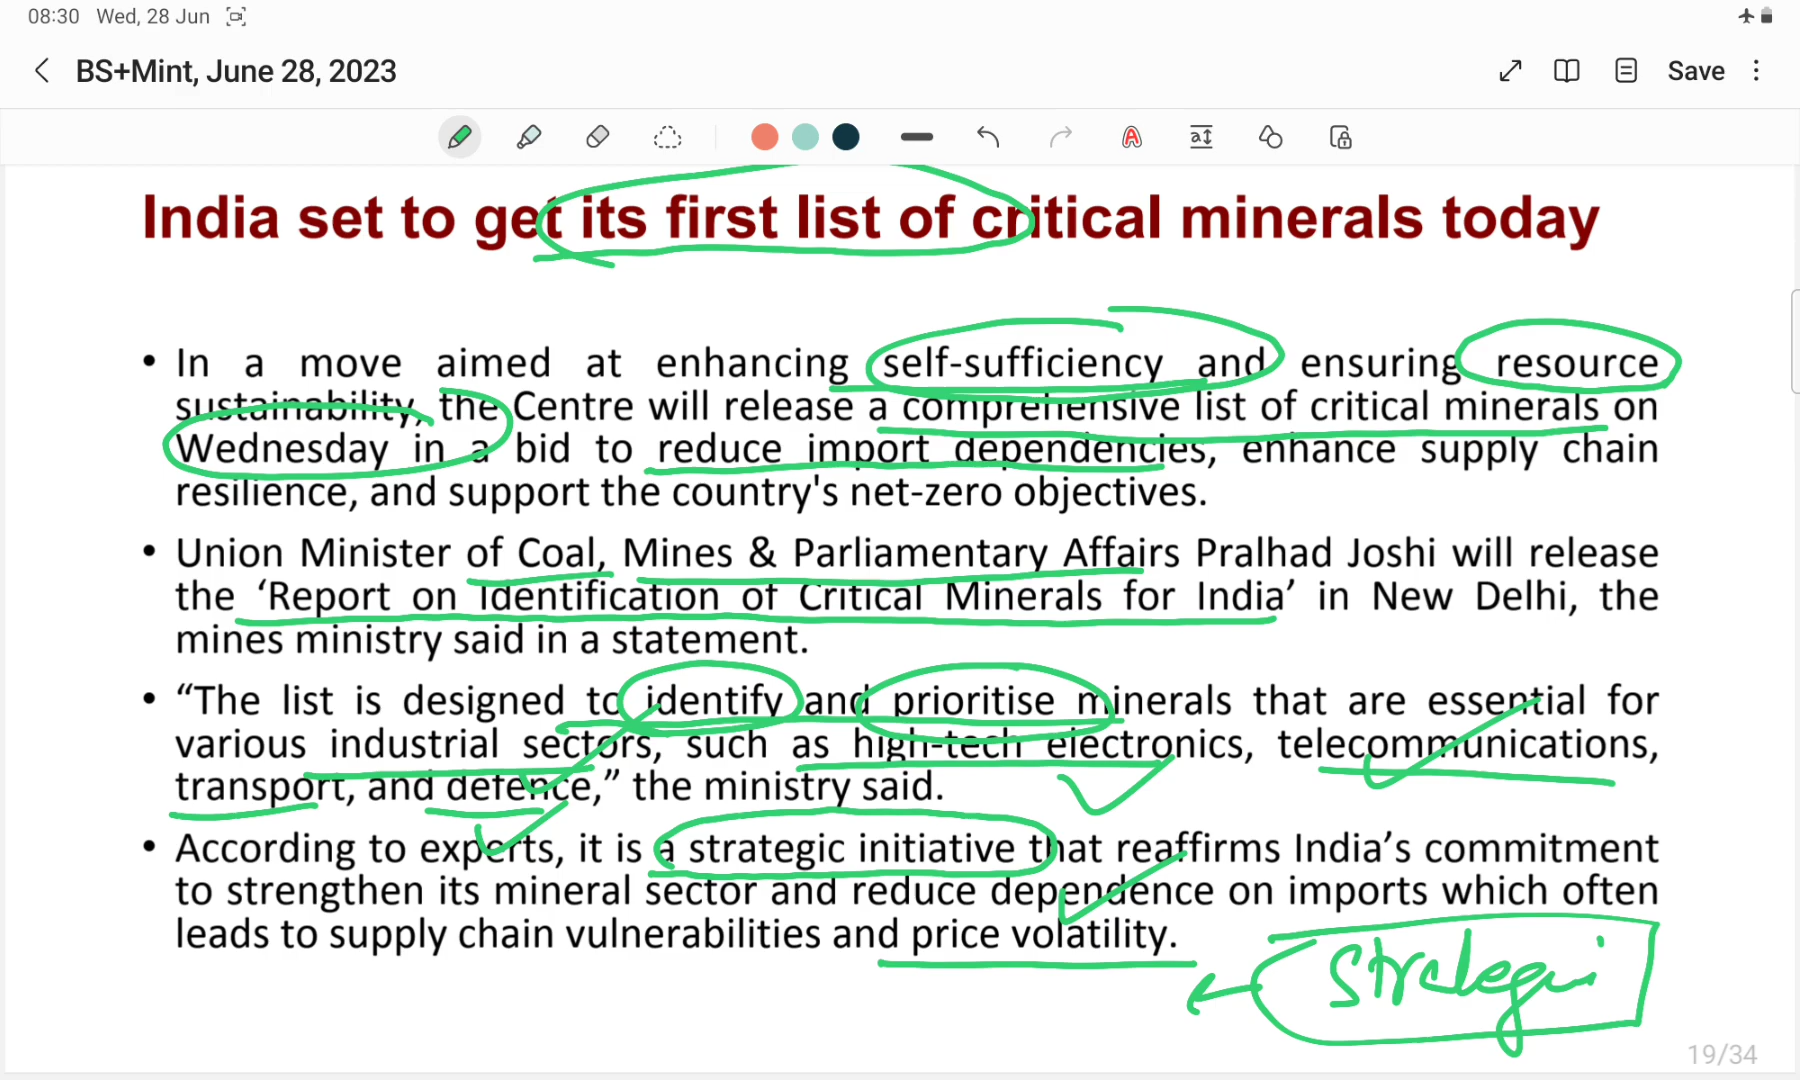 08:30 Wed, 28 Jun
BS+Mint, June 28, 2023
Save
India set to get its first list of critical minerals today
• In a move aimed at enhancing self-sufficiency and ensuring resource
sustainability, the Centre will release a comprehensive list of critical minerals on
Wednesday in a bid to reduce import dependencies, enhance supply chain
resilience, and support the country's net-zero objectives.
• Union Minister of Coal, Mines & Parliamentary Affairs Pralhad Joshi will release
the ‘Report on Identification of Critical Minerals for India’ in New Delhi, the
mines ministry said in a statement.
• “The list is designed to identify and prioritise minerals that are essential for
various industrial sectors, such as high-tech electronics, telecommunications,
transport, and defence,” the ministry said.
• According to experts, it is a strategic initiative that reaffirms India’s commitment
to strengthen its mineral sector and reduce dependence on imports which often
leads to supply chain vulnerabilities and price volatility.
19/34